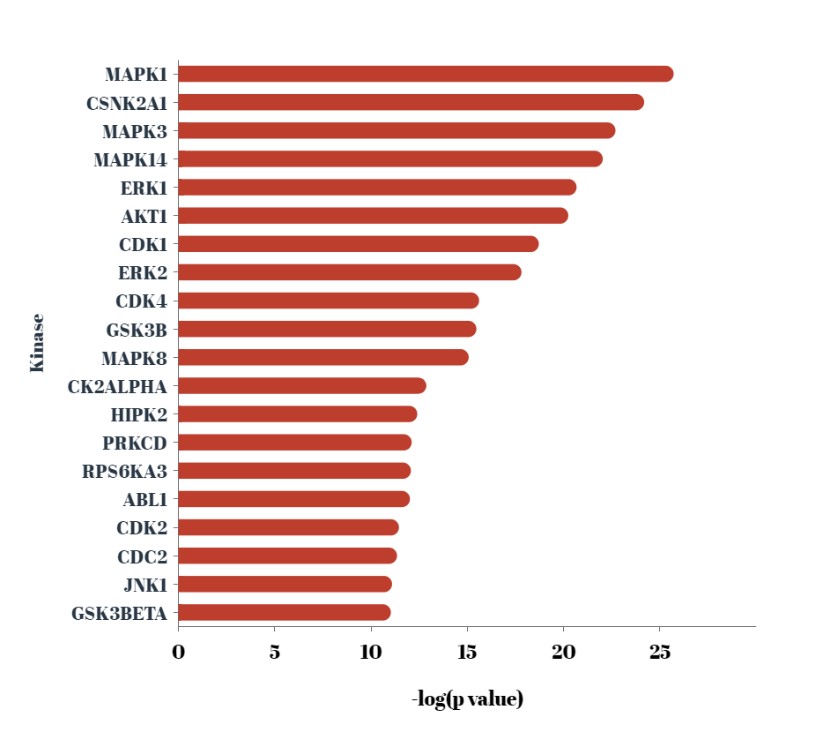 MAPK1
CSNK2A1
MAPK3
MAPK14
ERK1
AKT1
CDK1
ERK2
CDK4
GSK3B
MAPK8
CK2ALPHA
HIPK2
PRKCD
RPS6KA3
ABL1
CDK2
CDC2
JNK1
GSK3BETA
Kinase
0 5 10 15 20 25
-log(p value)